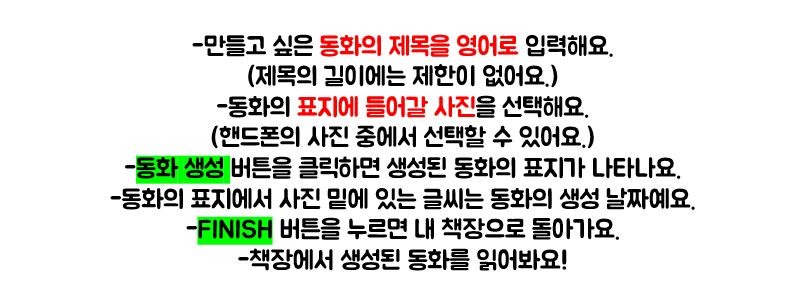 -만들고 싶은 동화의 제목을 영어로 입력해요.
(제목의 길이에는 제한이 없어요.)
-동화의 표지에 들어갈 사진을 선택해요.
(핸드폰의 사진 중에서 선택할 수 있어요.)
-동화 생성 버튼을 클릭하면 생성된 동화의 표지가 나타나요.
-동화의 표지에서 사진 밑에 있는 글씨는 동화의 생성 날짜예요.
-FINISH 버튼을 누르면 내 책장으로 돌아가요.
-책장에서 생성된 동화를 읽어봐요!